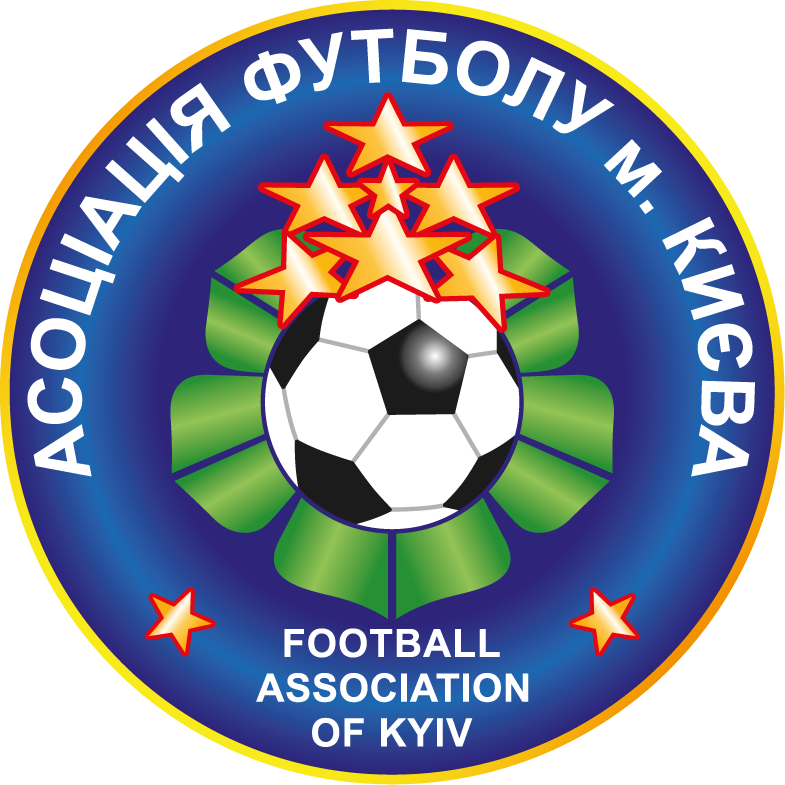 АСОЦІАЦІЯ ФУТБОЛУ м. КИЄВА
FOOTBALL
ASSOCIATION
OF KYIV